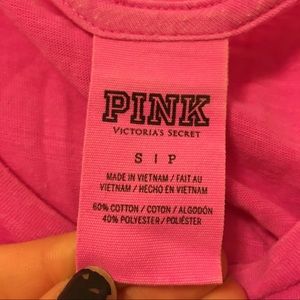 PINK
VICTORIA'S SECRET
S | P
MADE IN VIETNAM / FAIT AU
VIETNAM / HECHO EN VIETNAM
60% COTTON / COTON / ALGODÓN
40% POLYESTER / POLIÉSTER